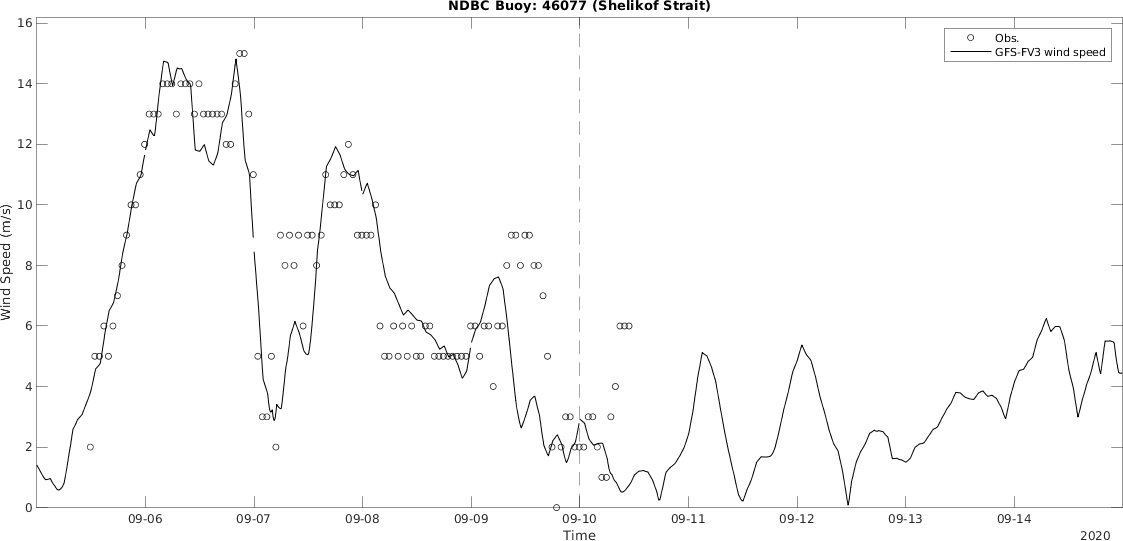 NDBC Buoy: 46077 (Shelikof Strait)
16
14
12
10
8
6
4
2
0
Wind Speed (m/s)
Obs.
GFS-FV3 wind speed
09-06 09-07 09-08 09-09 09-10 09-11 09-12 09-13 09-14
Time
2020